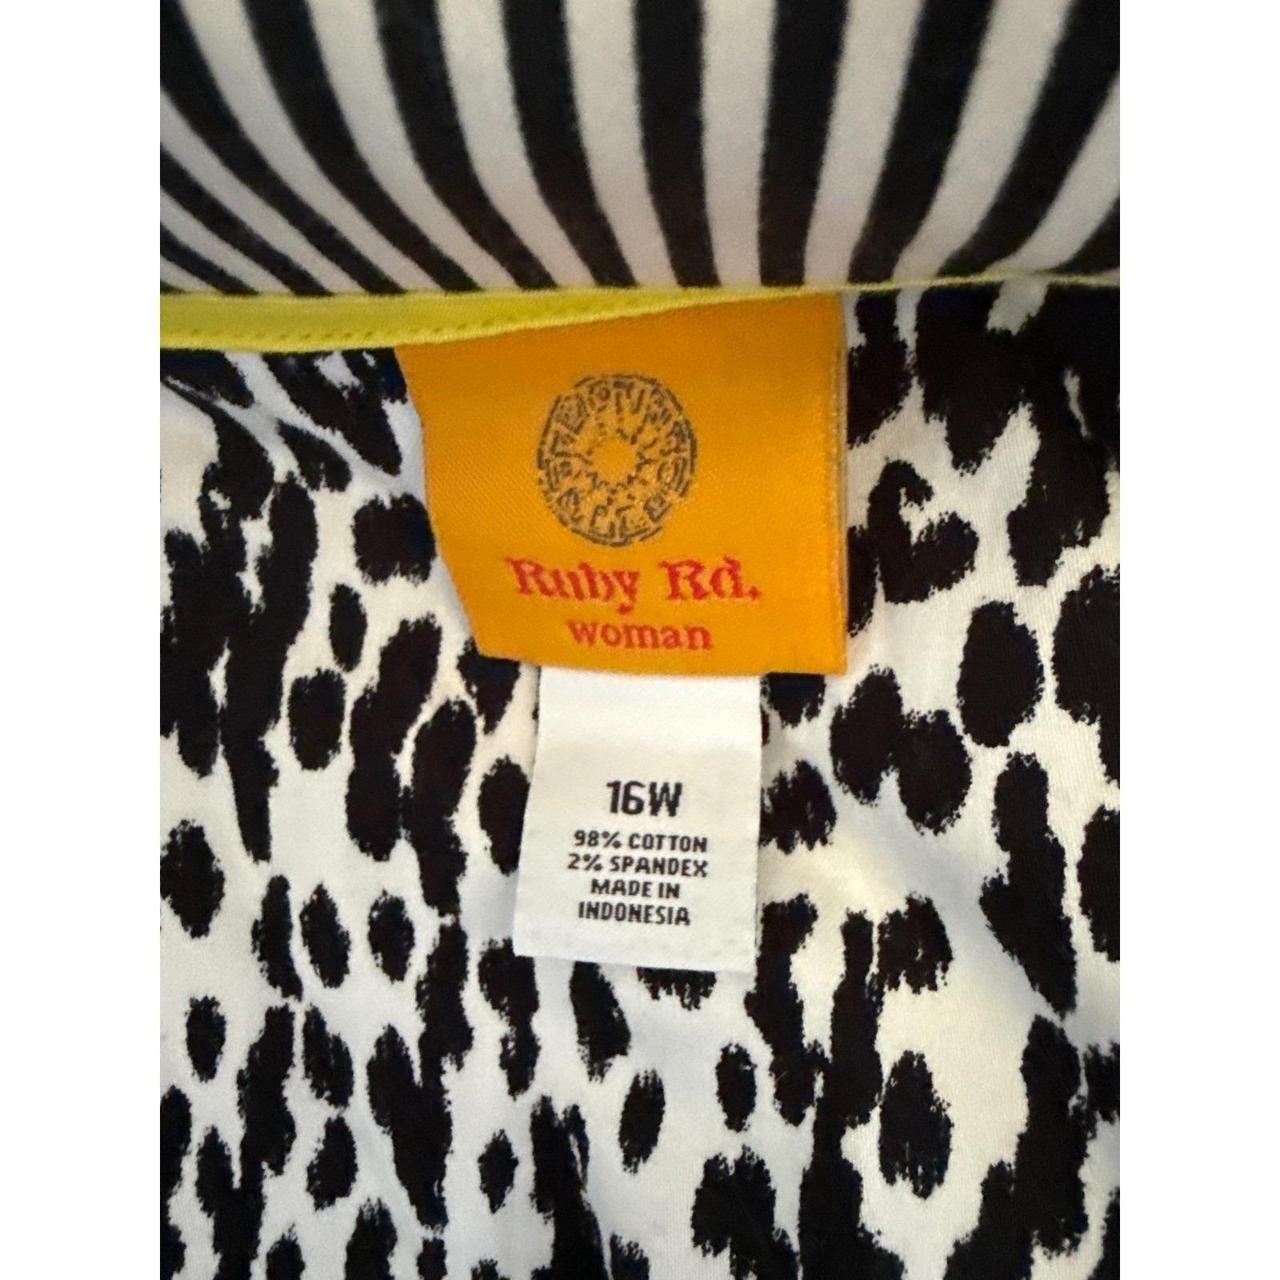 Ruby Rd.
woman
16W
98% COTTON
2% SPANDEX
MADE IN
INDONESIA